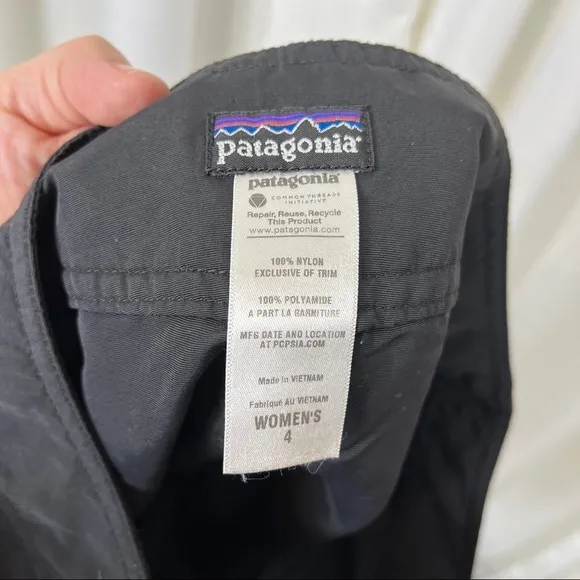 patagonia
patagonia
COMMON THREADS
INITIATIVE
Repair, Reuse, Recycle
This Product
www.patagonia.com
100% NYLON
EXCLUSIVE OF TRIM
100% POLYAMIDE
A PART LA GARNITURE
MFG DATE AND LOCATION
AT PCPSIA.COM
Made in VIETNAM
Fabriqué AU VIETNAM
WOMEN'S
4